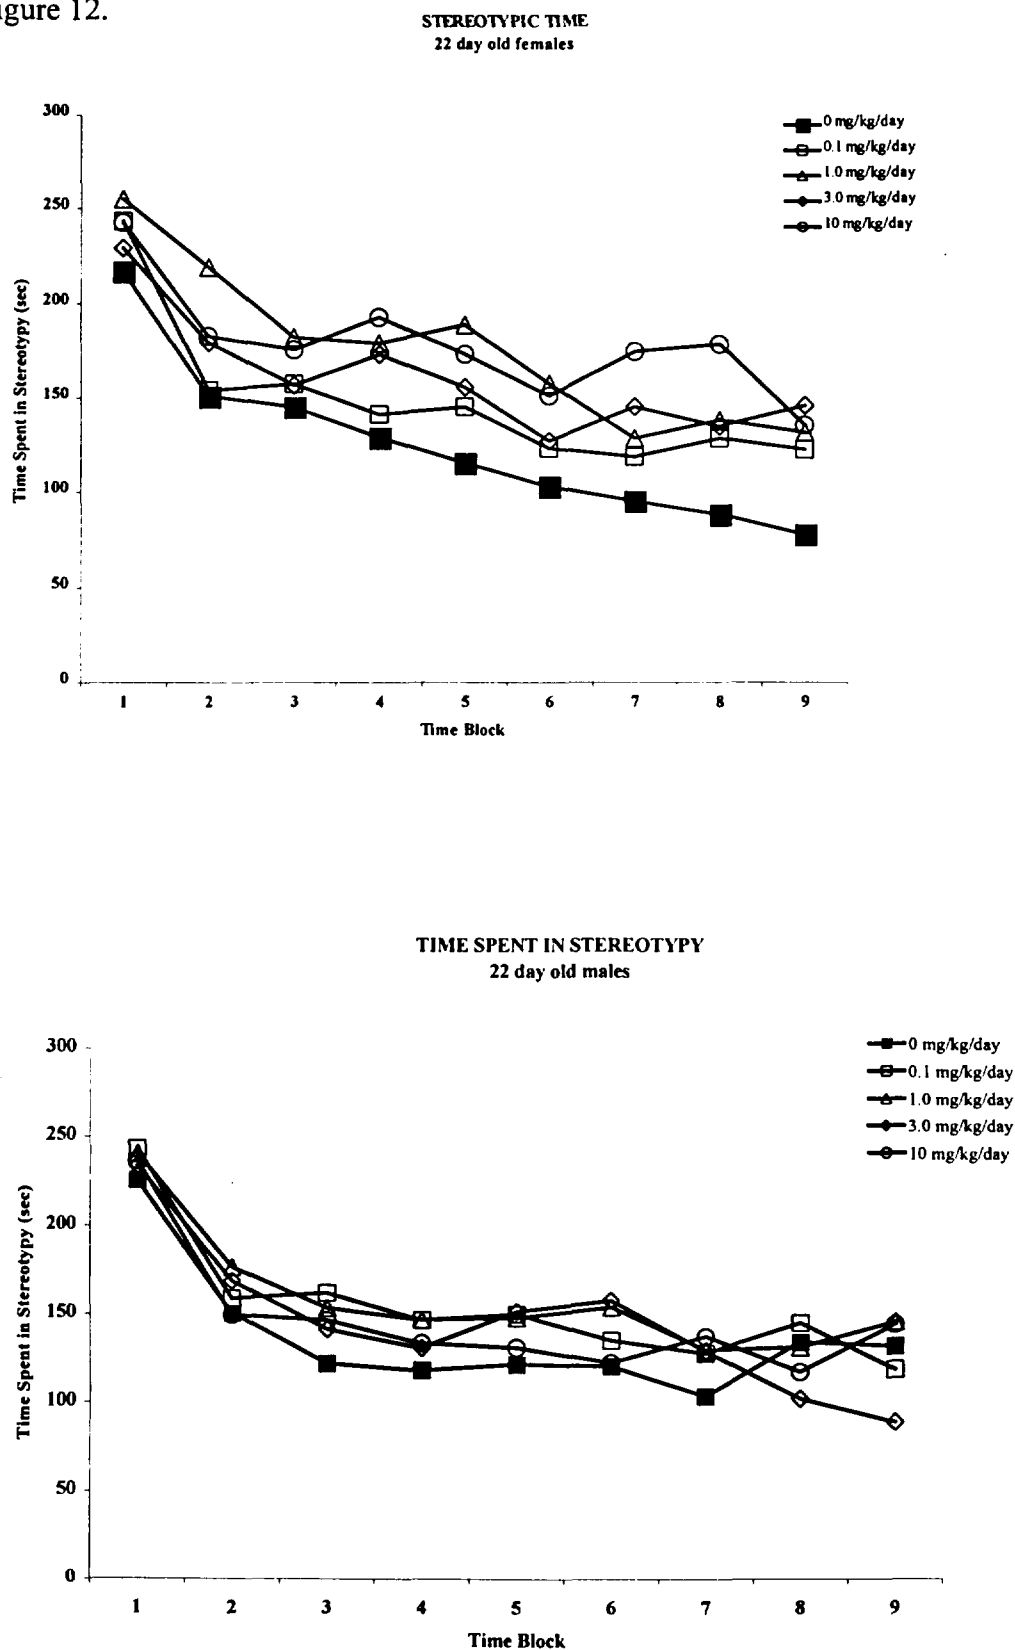 igure 12.
STEREOTYPIC TIME
22 day old females
300
250
200
150
100
50
0
Time Spent in Stereotypy (sec)
0 mg/kg/day
0.1 mg/kg/day
1.0 mg/kg/day
3.0 mg/kg/day
10 mg/kg/day
1 2 3 4 5 6 7 8 9
Time Block
TIME SPENT IN STEREOTYPY
22 day old males
300
250
200
150
100
50
0
Time Spent in Stereotypy (sec)
0 mg/kg/day
0.1 mg/kg/day
1.0 mg/kg/day
3.0 mg/kg/day
10 mg/kg/day
1 2 3 4 5 6 7 8 9
Time Block